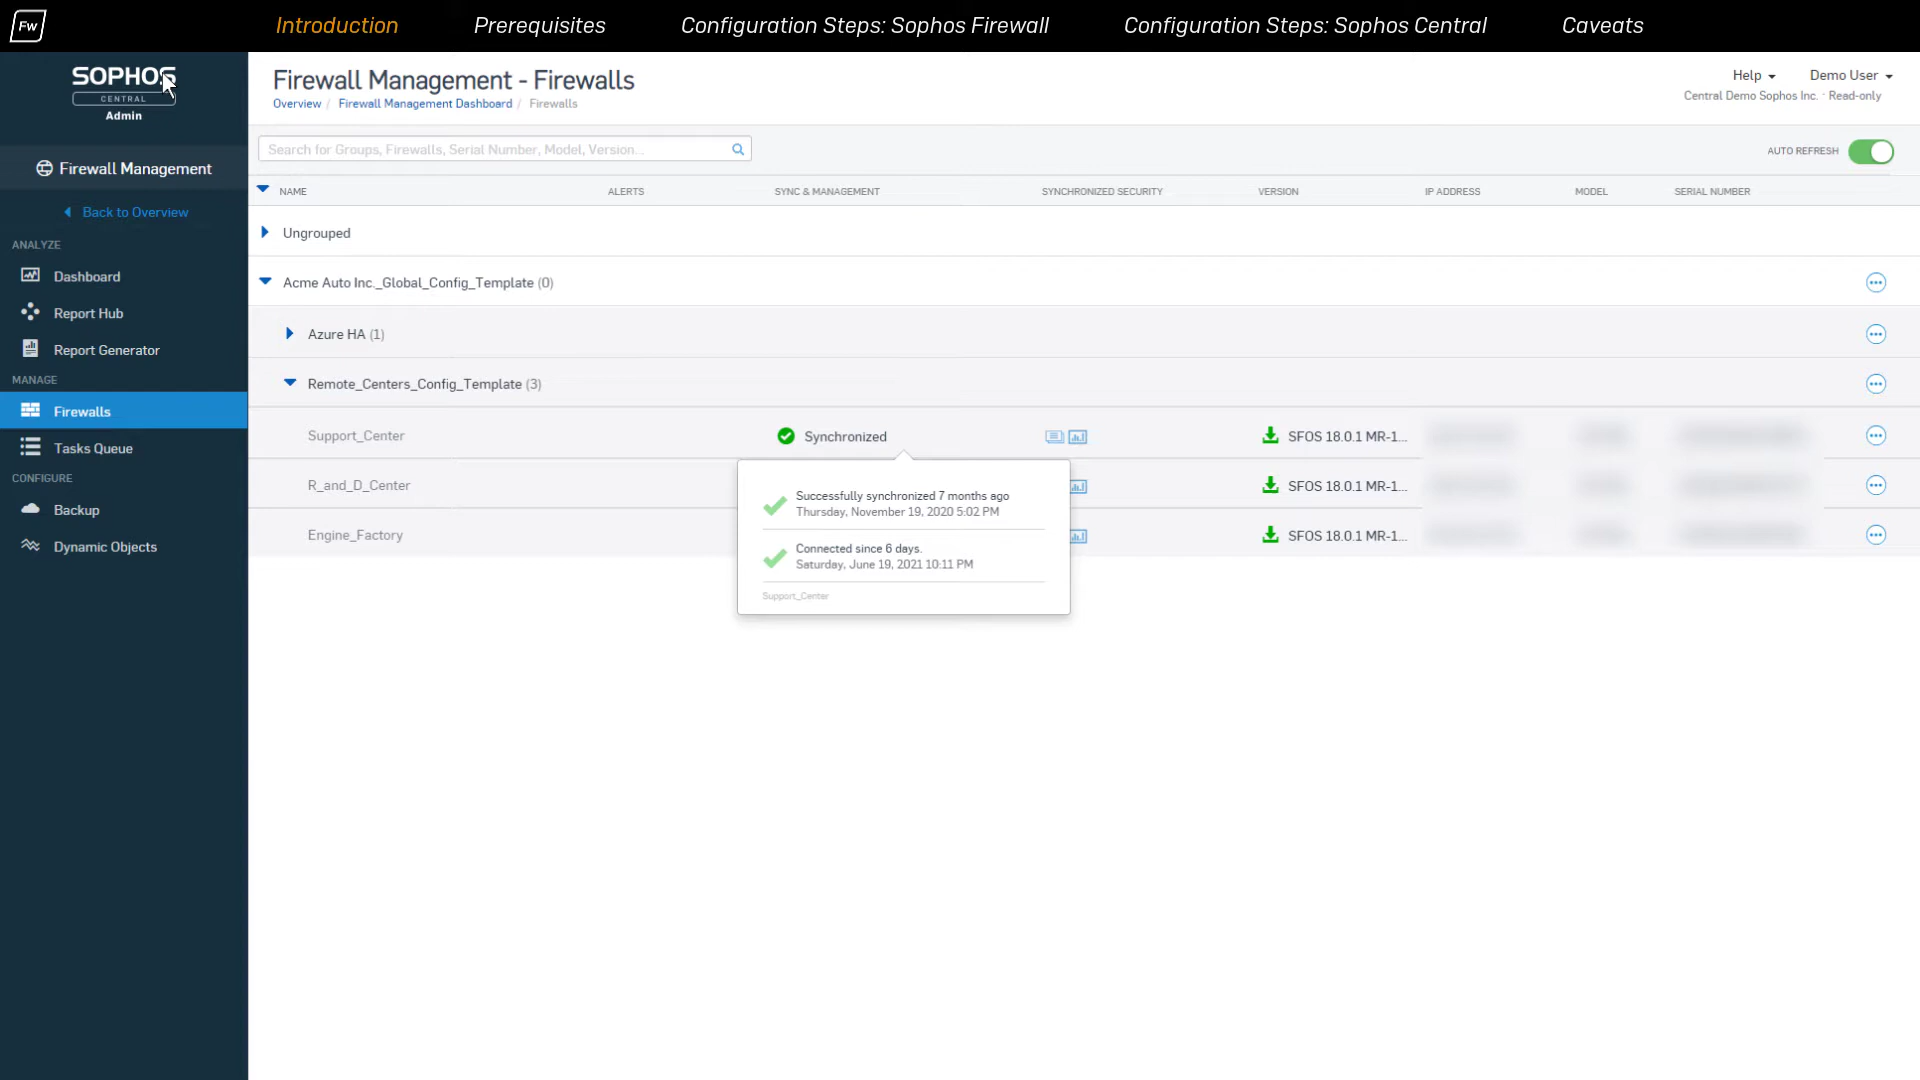 Fw
Introduction
Prerequisites
Configuration Steps: Sophos Firewall
Configuration Steps: Sophos Central
Caveats
SOPHOS
CENTRAL
Admin
Firewall Management
Back to Overview
ANALYZE
Dashboard
Report Hub
Report Generator
MANAGE
Firewalls
Tasks Queue
CONFIGURE
Backup
Dynamic Objects
Firewall Management - Firewalls
Overview / Firewall Management Dashboard / Firewalls
Help
Demo User
Central Demo Sophos Inc. · Read-only
Search for Groups, Firewalls, Serial Number, Model, Version...
AUTO REFRESH
NAME ALERTS SYNC & MANAGEMENT SYNCHRONIZED SECURITY VERSION IP ADDRESS MODEL SERIAL NUMBER
Ungrouped
Acme Auto Inc._Global_Config_Template (0)
Azure HA (1)
Remote_Centers_Config_Template (3)
Support_Center Synchronized SFOS 18.0.1 MR-1...
R_and_D_Center SFOS 18.0.1 MR-1...
Engine_Factory SFOS 18.0.1 MR-1...
Successfully synchronized 7 months ago
Thursday, November 19, 2020 5:02 PM
Connected since 6 days.
Saturday, June 19, 2021 10:11 PM
Support_Center